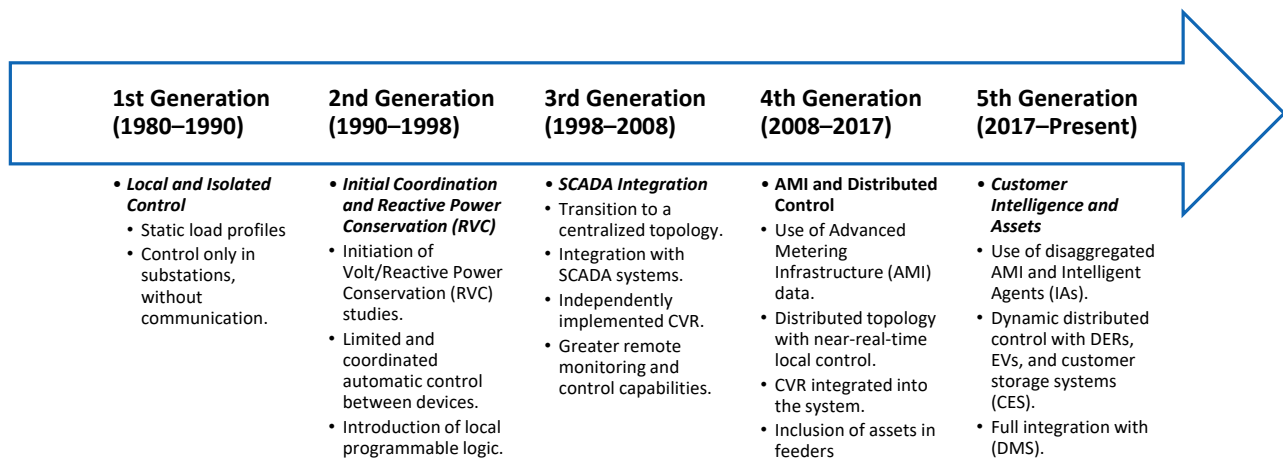 1st Generation
(1980–1990)
2nd Generation
(1990–1998)
3rd Generation
(1998–2008)
4th Generation
(2008–2017)
5th Generation
(2017–Present)
• Local and Isolated
Control
• Static load profiles
• Control only in
substations,
without
communication.
• Initial Coordination
and Reactive Power
Conservation (RVC)
• Initiation of
Volt/Reactive Power
Conservation (RVC)
studies.
• Limited and
coordinated
automatic control
between devices.
• Introduction of local
programmable logic.
• SCADA Integration
• Transition to a
centralized topology.
• Integration with
SCADA systems.
• Independently
implemented CVR.
• Greater remote
monitoring and
control capabilities.
• AMI and Distributed
Control
• Use of Advanced
Metering
Infrastructure (AMI)
data.
• Distributed topology
with near-real-time
local control.
• CVR integrated into
the system.
• Inclusion of assets in
feeders
• Customer
Intelligence and
Assets
• Use of disaggregated
AMI and Intelligent
Agents (IAs).
• Dynamic distributed
control with DERs,
EVs, and customer
storage systems
(CES).
• Full integration with
(DMS).